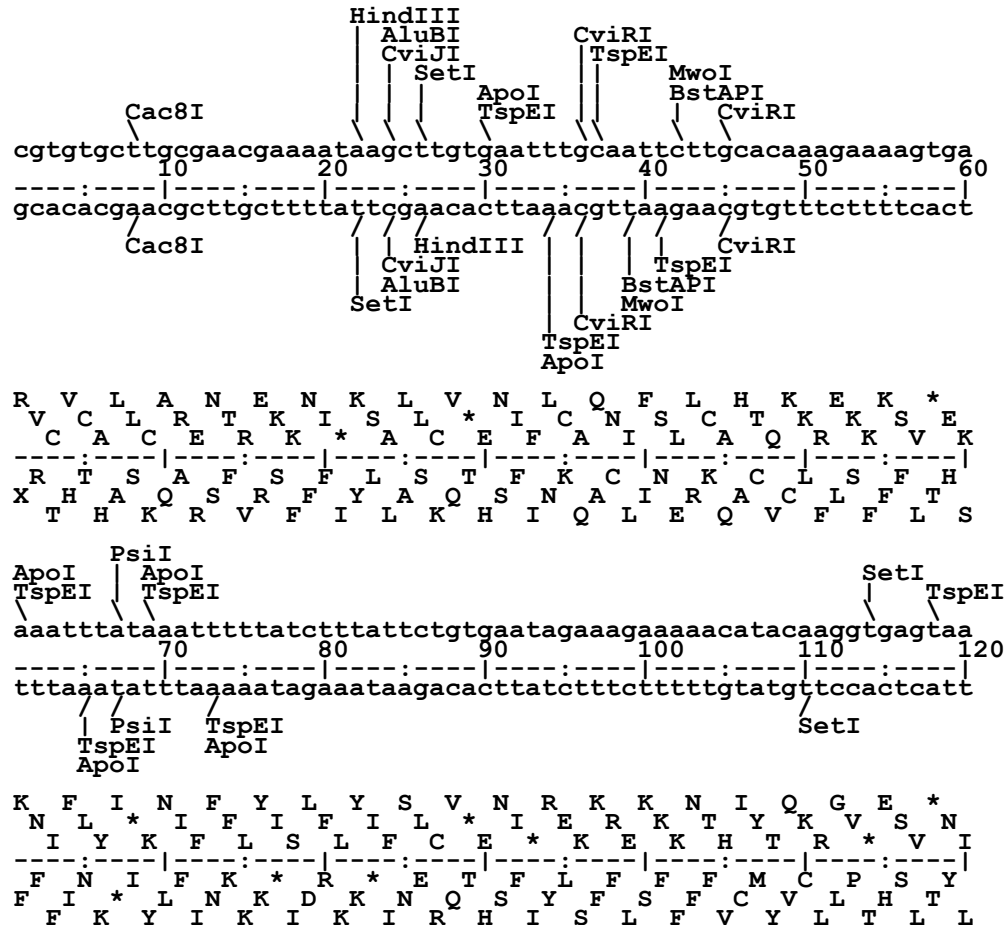 HindIII
| AluBI CviRI
| CviJI |TspEI
| | SetI || MwoI
| | | ApoI || BstAPI
Cac8I | | | TspEI || | CviRI
\ \ \ \ \ \\ \ \
cgtgtgcttgcgaacgaaaataagcttgtgaatttgcaattcttgcacaaagaaaagtga
10 20 30 40 50 60
----:----|----:----|----:----|----:----|----:----|----:----|
gcacacgaacgcttgcttttattcgaacacttaaacgttaagaacgtgtttcttttcact
/ / / / / / / / /
Cac8I | | HindIII | | | | CviRI
| CviJI | | | TspEI
| AluBI | | BstAPI
SetI | | MwoI
| CviRI
TspEI
ApoI
R V L A N E N K L V N L Q F L H K E K *
V C L R T K I S L * I C N S C T K K S E
C A C E R K * A C E F A I L A Q R K V K
----:----|----:----|----:----|----:----|----:----|----:----|
R T S A F S F L S T F K C N K C L S F H
X H A Q S R F Y A Q S N A I R A C L F T
T H K R V F I L K H I Q L E Q V F F L S
PsiI
ApoI | ApoI SetI
TspEI | TspEI | TspEI
\ \ \ \ \
aaatttataaatttttatctttattctgtgaatagaaagaaaaacatacaaggtgagtaa
70 80 90 100 110 120
----:----|----:----|----:----|----:----|----:----|----:----|
tttaaatatttaaaaatagaaataagacacttatctttctttttgtatgttccactcatt
/ / / /
| PsiI TspEI SetI
TspEI ApoI
ApoI
K F I N F Y L Y S V N R K K N I Q G E *
N L * I F I F I L * I E R K T Y K V S N
I Y K F L S L F C E * K E K H T R * V I
----:----|----:----|----:----|----:----|----:----|----:----|
F N I F K * R * E T F L F F F M C P S Y
F I * L N K D K N Q S Y F S F C V L H T
F K Y I K I K I R H I S L F V Y L T L L